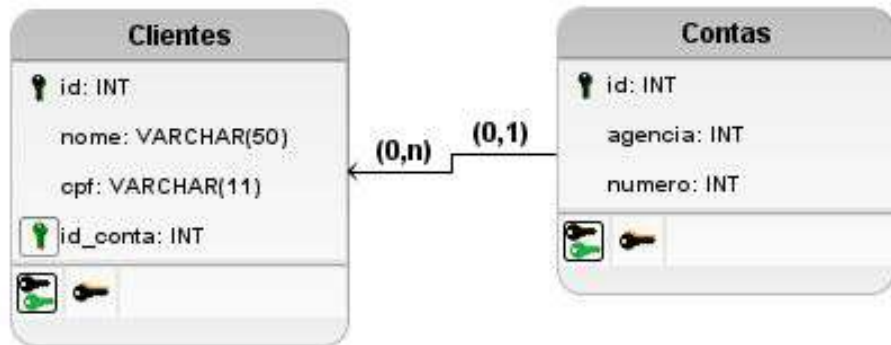 Clientes
id: INT
nome: VARCHAR(50)
cpf: VARCHAR(11)
id_conta: INT
(0,n)
(0,1)
Contas
id: INT
agencia: INT
numero: INT